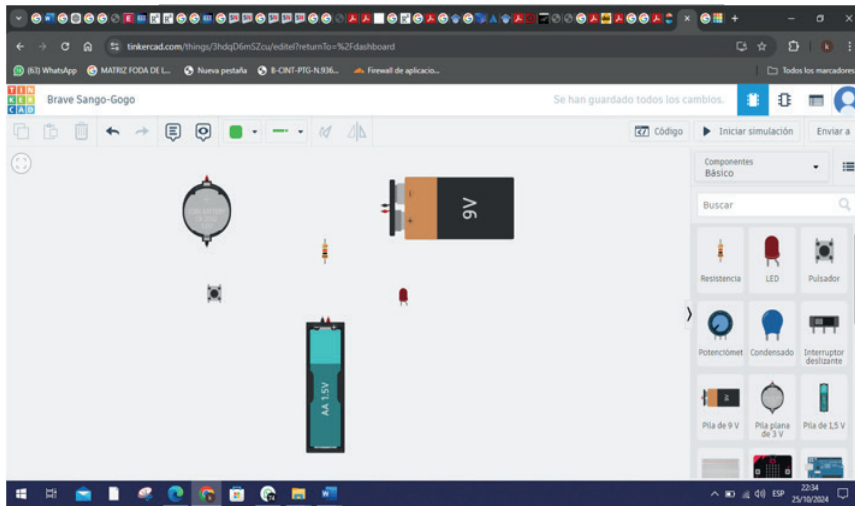 tinkercad.com/things/3hdqD6mSZcu/editel?returnTo=%2Fdashboard
(63) WhatsApp
MATRIZ FODA DE L...
Nueva pestaña
B-CINT-PTG-N.936...
Firewall de aplicacio...
Todos los marcadores
TIN
KER
CAD
Brave Sango-Gogo
Se han guardado todos los cambios.
Código
Iniciar simulación
Enviar a
Componentes
Básico
Buscar
Resistencia
LED
Pulsador
Potenciómet
Condensado
Interruptor
deslizante
Pila de 9 V
Pila plana
de 3 V
Pila de 1,5 V
9V
AA 1.5V
ESP
22:34
25/10/2024